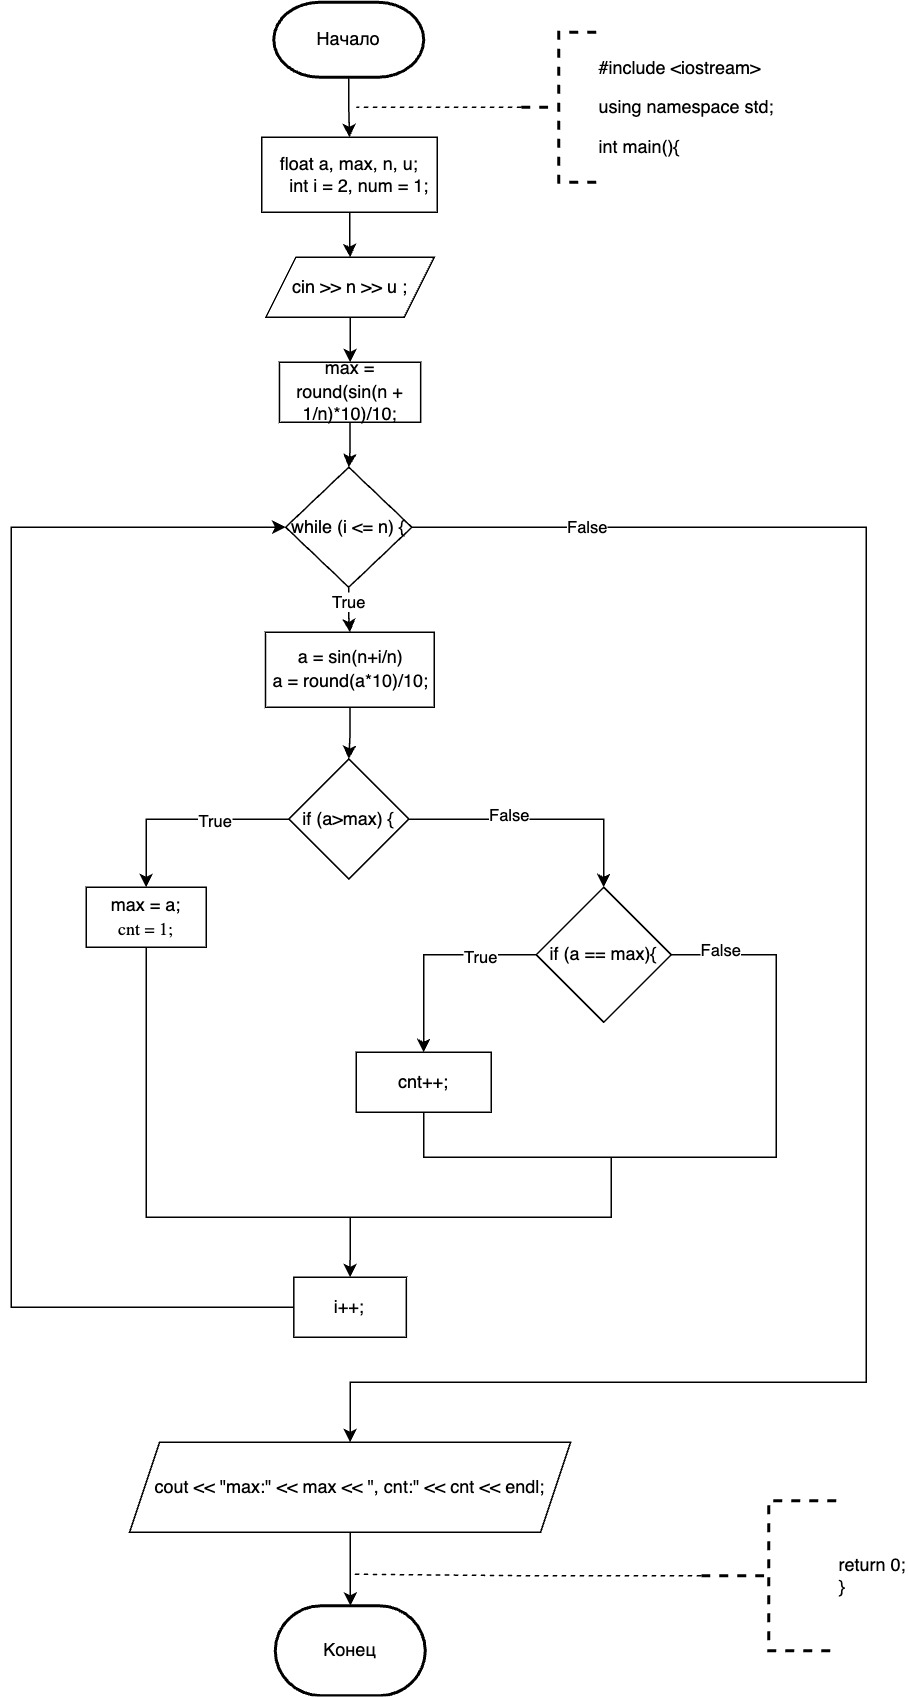 Начало
#include <iostream>
using namespace std;
int main(){
float a, max, n, u;
int i = 2, num = 1;
cin >> n >> u ;
max =
round(sin(n +
1/n)*10)/10;
while (i <= n) {
False
True
a = sin(n+i/n)
a = round(a*10)/10;
if (a>max) {
True
False
max = a;
cnt = 1;
if (a == max){
True
False
cnt++;
i++;
cout << "max:" << max << ", cnt:" << cnt << endl;
return 0;
}
Конец